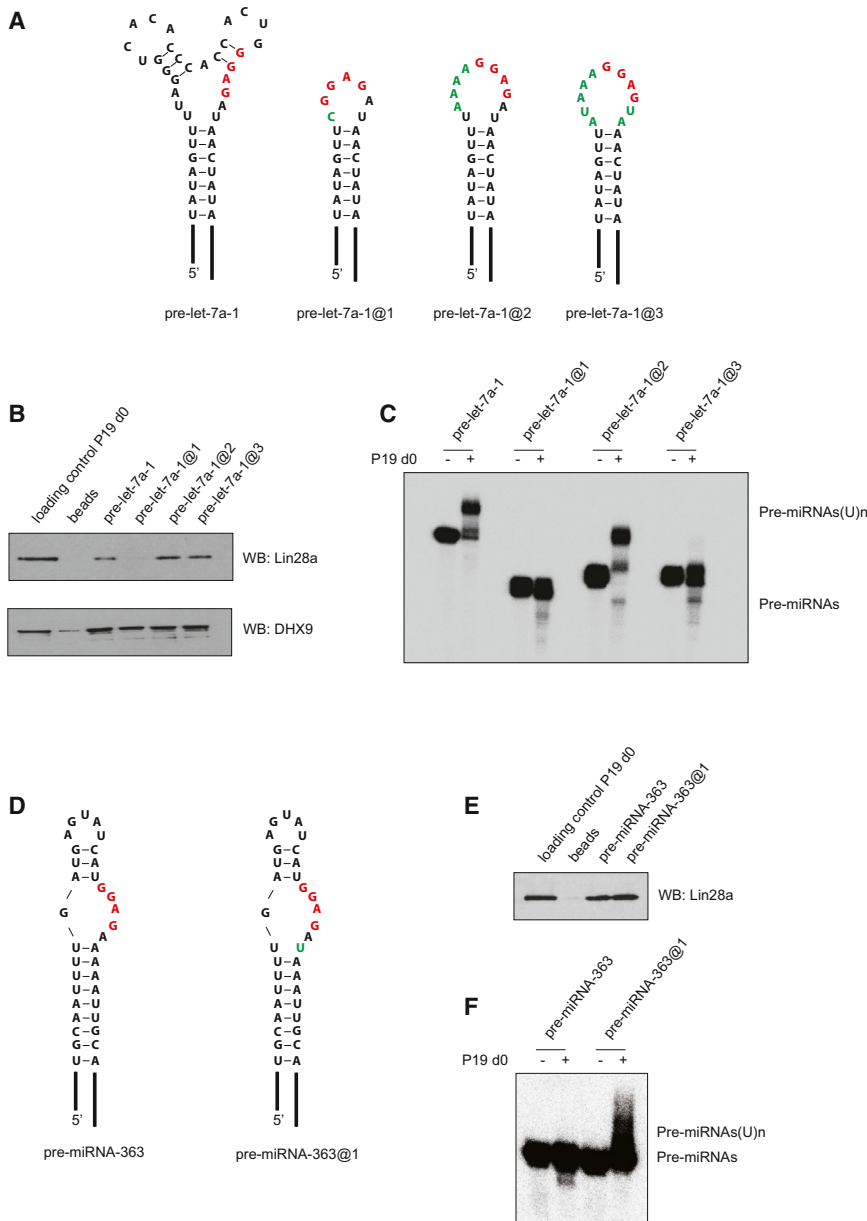 A
5'
pre-let-7a-1
5'
pre-let-7a-1@1
5'
pre-let-7a-1@2
5'
pre-let-7a-1@3
B
loading control P19 d0
beads
pre-let-7a-1
pre-let-7a-1@1
pre-let-7a-1@2
pre-let-7a-1@3
WB: Lin28a
WB: DHX9
C
pre-let-7a-1
pre-let-7a-1@1
pre-let-7a-1@2
pre-let-7a-1@3
P19 d0 - + - + - + - +
Pre-miRNAs(U)n
Pre-miRNAs
D
5'
pre-miRNA-363
5'
pre-miRNA-363@1
E
loading control P19 d0
beads
pre-miRNA-363
pre-miRNA-363@1
WB: Lin28a
F
pre-miRNA-363
pre-miRNA-363@1
P19 d0 - + - +
Pre-miRNAs(U)n
Pre-miRNAs